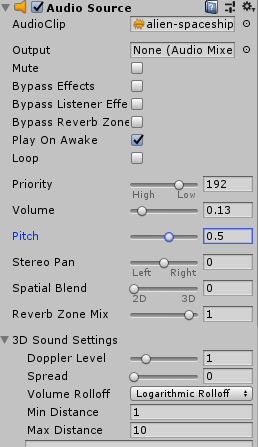 Audio Source
AudioClip alien-spaceship
Output None (Audio Mixe
Mute
Bypass Effects
Bypass Listener Effe
Bypass Reverb Zone
Play On Awake
Loop
Priority 192
High Low
Volume 0.13
Pitch 0.5
Stereo Pan 0
Left Right
Spatial Blend 0
2D 3D
Reverb Zone Mix 1
3D Sound Settings
Doppler Level 1
Spread 0
Volume Rolloff Logarithmic Rolloff
Min Distance 1
Max Distance 10